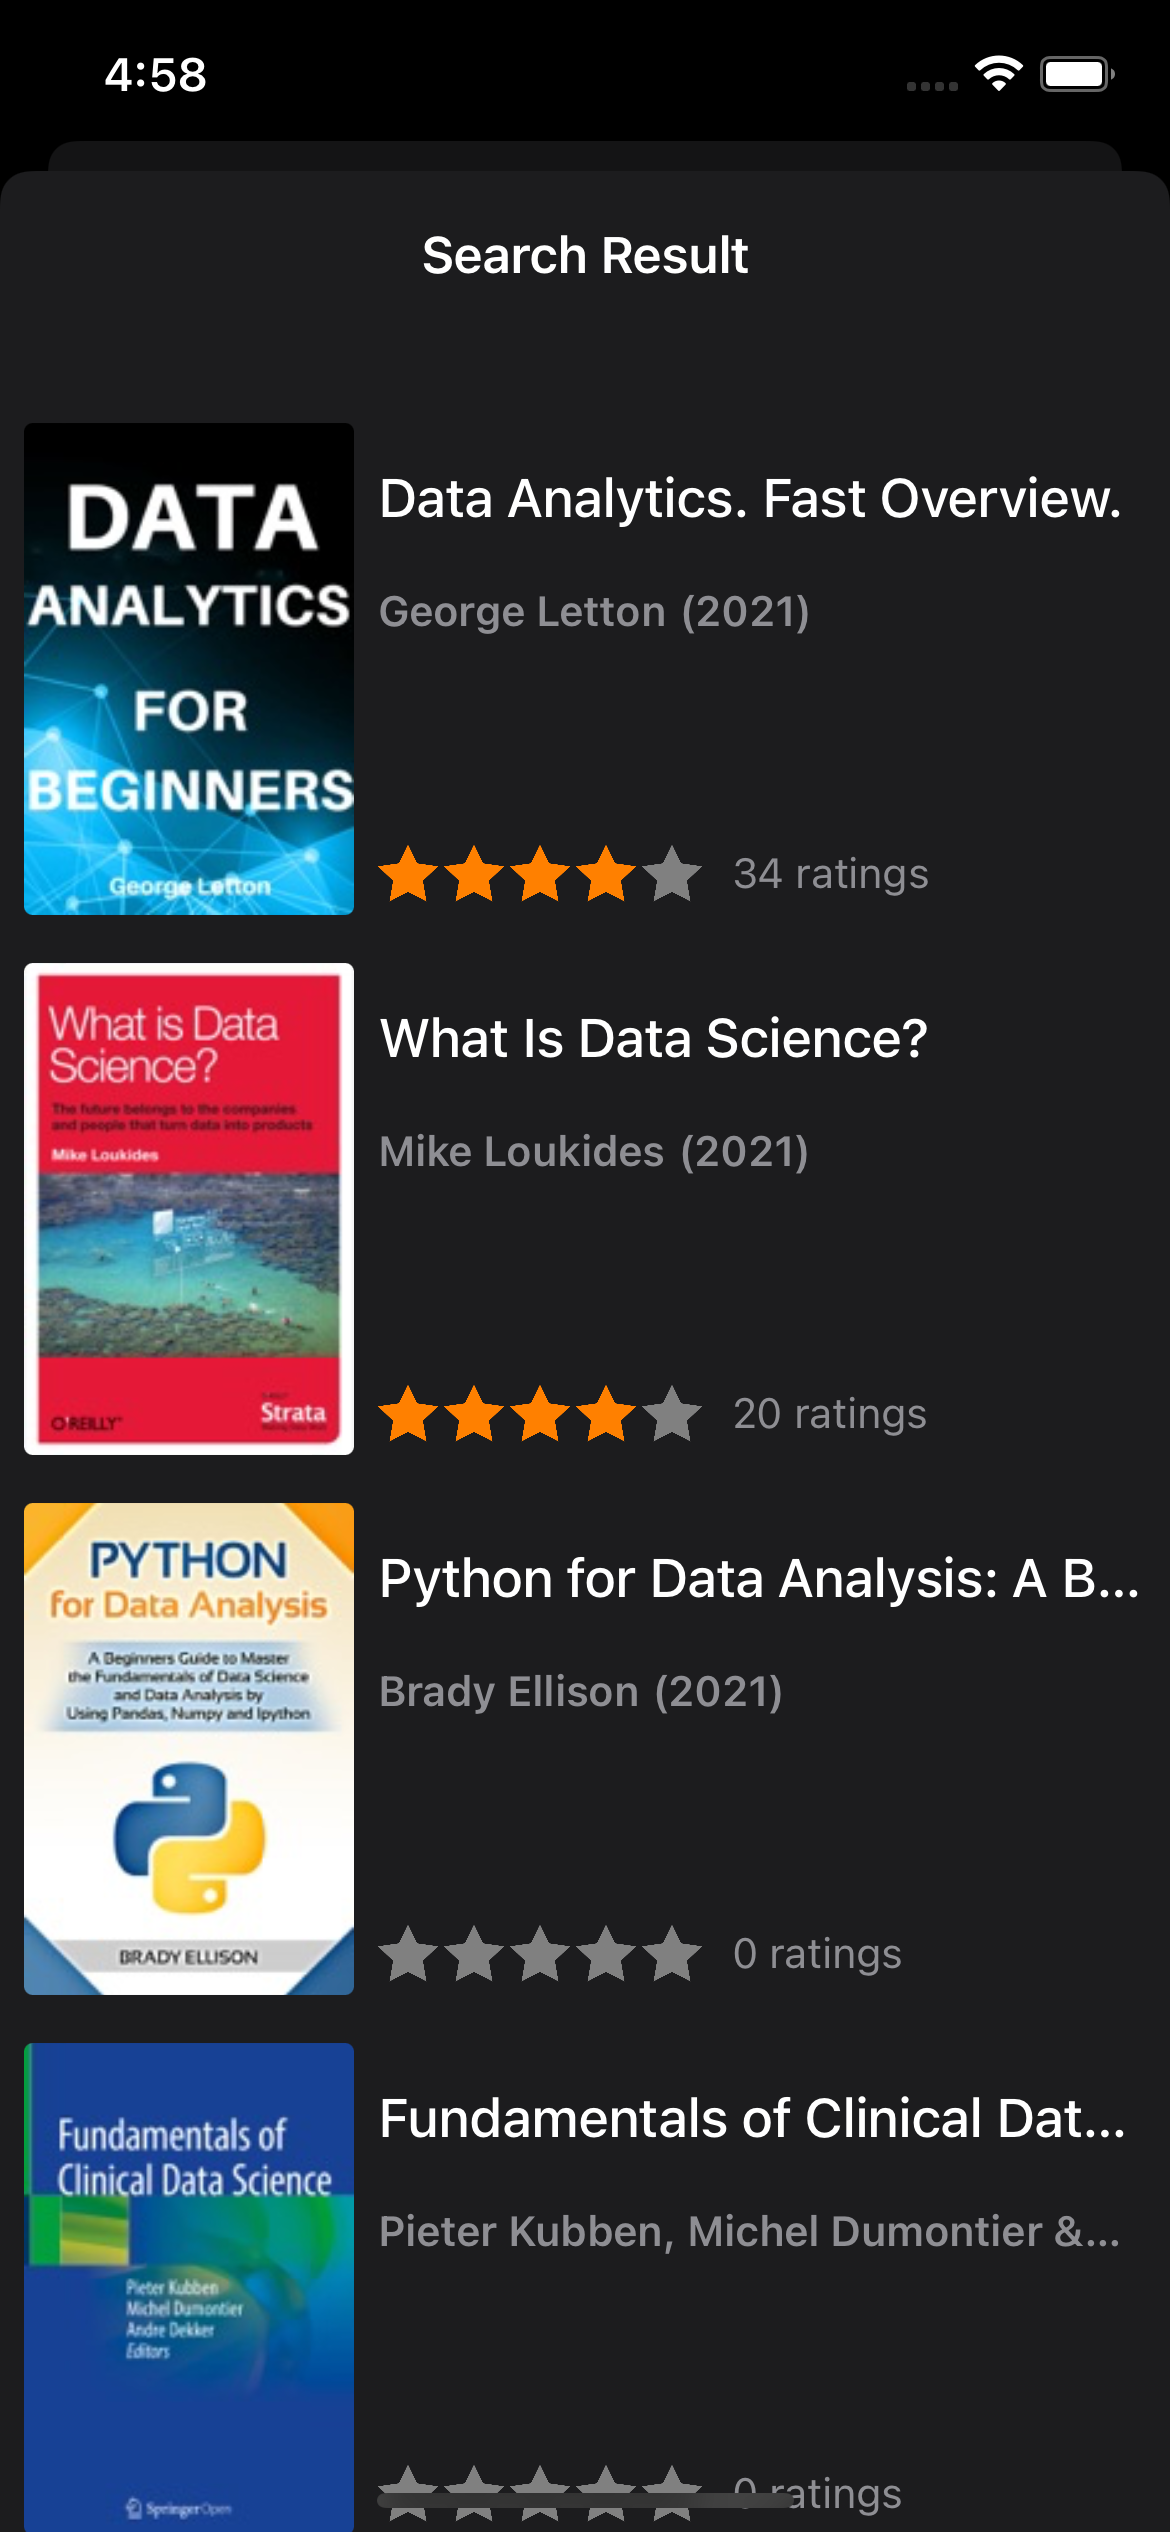 4:58
Search Result
DATA
ANALYTICS
FOR
BEGINNERS
George Letton
Data Analytics. Fast Overview.
George Letton (2021)
34 ratings
What is Data
Science?
The future belongs to the companies
and people that turn data into products
Mike Loukides
O'REILLY
Strata
What Is Data Science?
Mike Loukides (2021)
20 ratings
PYTHON
for Data Analysis
A Beginners Guide to Master
the Fundamentals of Data Science
and Data Analysis by
Using Pandas, Numpy and Ipython
BRADY ELLISON
Python for Data Analysis: A B...
Brady Ellison (2021)
0 ratings
Fundamentals of
Clinical Data Science
Pieter Kubben
Michel Dumontier
Andre Dekker
Editors
Springer Open
Fundamentals of Clinical Dat...
Pieter Kubben, Michel Dumontier &...
0 ratings